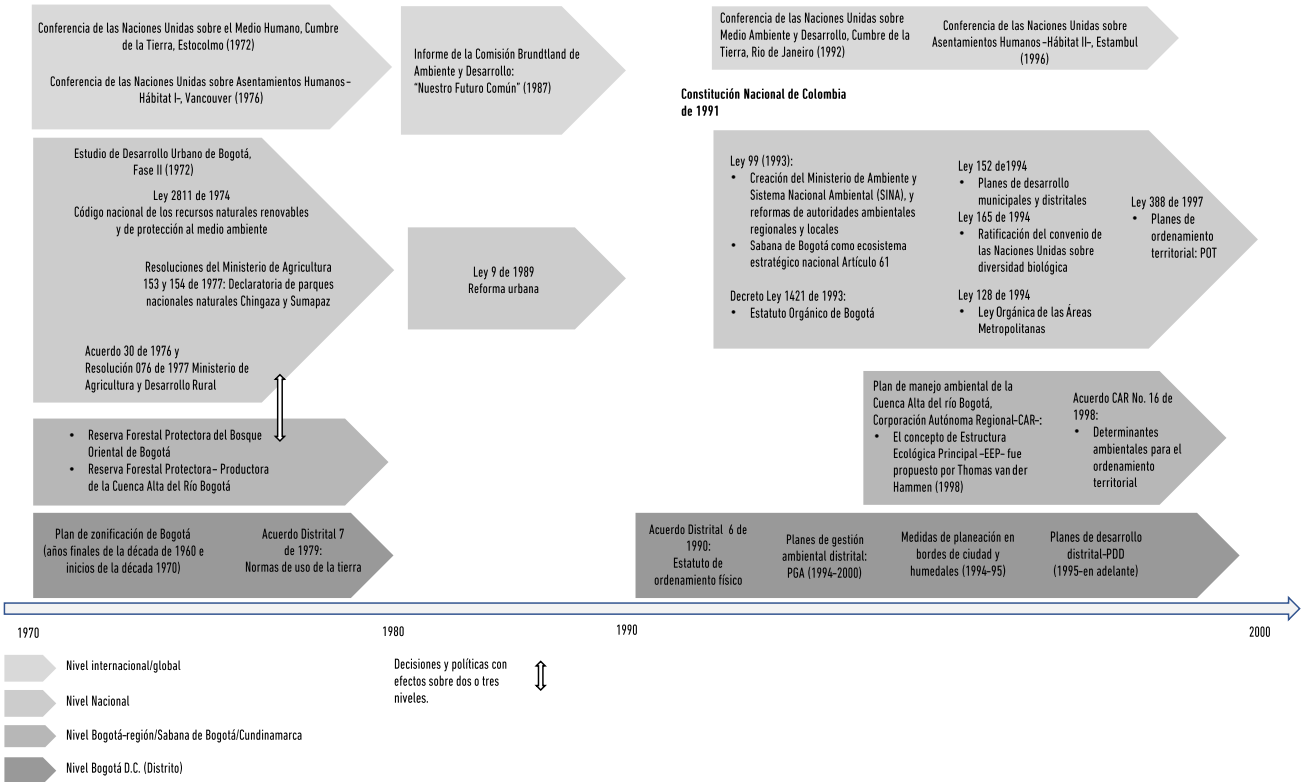 Conferencia de las Naciones Unidas sobre el Medio Humano, Cumbre
de la Tierra, Estocolmo (1972)
Conferencia de las Naciones Unidas sobre Asentamientos Humanos-
Hábitat I-, Vancouver (1976)
Informe de la Comisión Brundtland de
Ambiente y Desarrollo:
"Nuestro Futuro Común" (1987)
Conferencia de las Naciones Unidas sobre
Medio Ambiente y Desarrollo, Cumbre de la
Tierra, Rio de Janeiro (1992)
Conferencia de las Naciones Unidas sobre
Asentamientos Humanos-Hábitat II-, Estambul
(1996)
Constitución Nacional de Colombia
de 1991
Estudio de Desarrollo Urbano de Bogotá,
Fase II (1972)
Ley 2811 de 1974
Código nacional de los recursos naturales renovables
y de protección al medio ambiente
Resoluciones del Ministerio de Agricultura
153 y 154 de 1977: Declaratoria de parques
nacionales naturales Chingaza y Sumapaz
Acuerdo 30 de 1976 y
Resolución 076 de 1977 Ministerio de
Agricultura y Desarrollo Rural
Ley 9 de 1989
Reforma urbana
Ley 99 (1993):
• Creación del Ministerio de Ambiente y
Sistema Nacional Ambiental (SINA), y
reformas de autoridades ambientales
regionales y locales
• Sabana de Bogotá como ecosistema
estratégico nacional Artículo 61
Decreto Ley 1421 de 1993:
• Estatuto Orgánico de Bogotá
Ley 152 de1994
• Planes de desarrollo
municipales y distritales
Ley 165 de 1994
• Ratificación del convenio de
las Naciones Unidas sobre
diversidad biológica
Ley 128 de 1994
• Ley Orgánica de las Áreas
Metropolitanas
Ley 388 de 1997
• Planes de
ordenamiento
territorial: POT
• Reserva Forestal Protectora del Bosque
Oriental de Bogotá
• Reserva Forestal Protectora- Productora
de la Cuenca Alta del Río Bogotá
Plan de manejo ambiental de la
Cuenca Alta del río Bogotá,
Corporación Autónoma Regional-CAR-:
• El concepto de Estructura
Ecológica Principal -EEP- fue
propuesto por Thomas van der
Hammen (1998)
Acuerdo CAR No. 16 de
1998:
• Determinantes
ambientales para el
ordenamiento
territorial
Plan de zonificación de Bogotá
(años finales de la década de 1960 e
inicios de la década 1970)
Acuerdo Distrital 7
de 1979:
Normas de uso de la tierra
Acuerdo Distrital 6 de
1990:
Estatuto de
ordenamiento físico
Planes de gestión
ambiental distrital:
PGA (1994-2000)
Medidas de planeación en
bordes de ciudad y
humedales (1994-95)
Planes de desarrollo
distrital-PDD
(1995-en adelante)
1970
1980
1990
2000
Nivel internacional/global
Nivel Nacional
Nivel Bogotá-región/Sabana de Bogotá/Cundinamarca
Nivel Bogotá D.C. (Distrito)
Decisiones y políticas con
efectos sobre dos o tres
niveles.